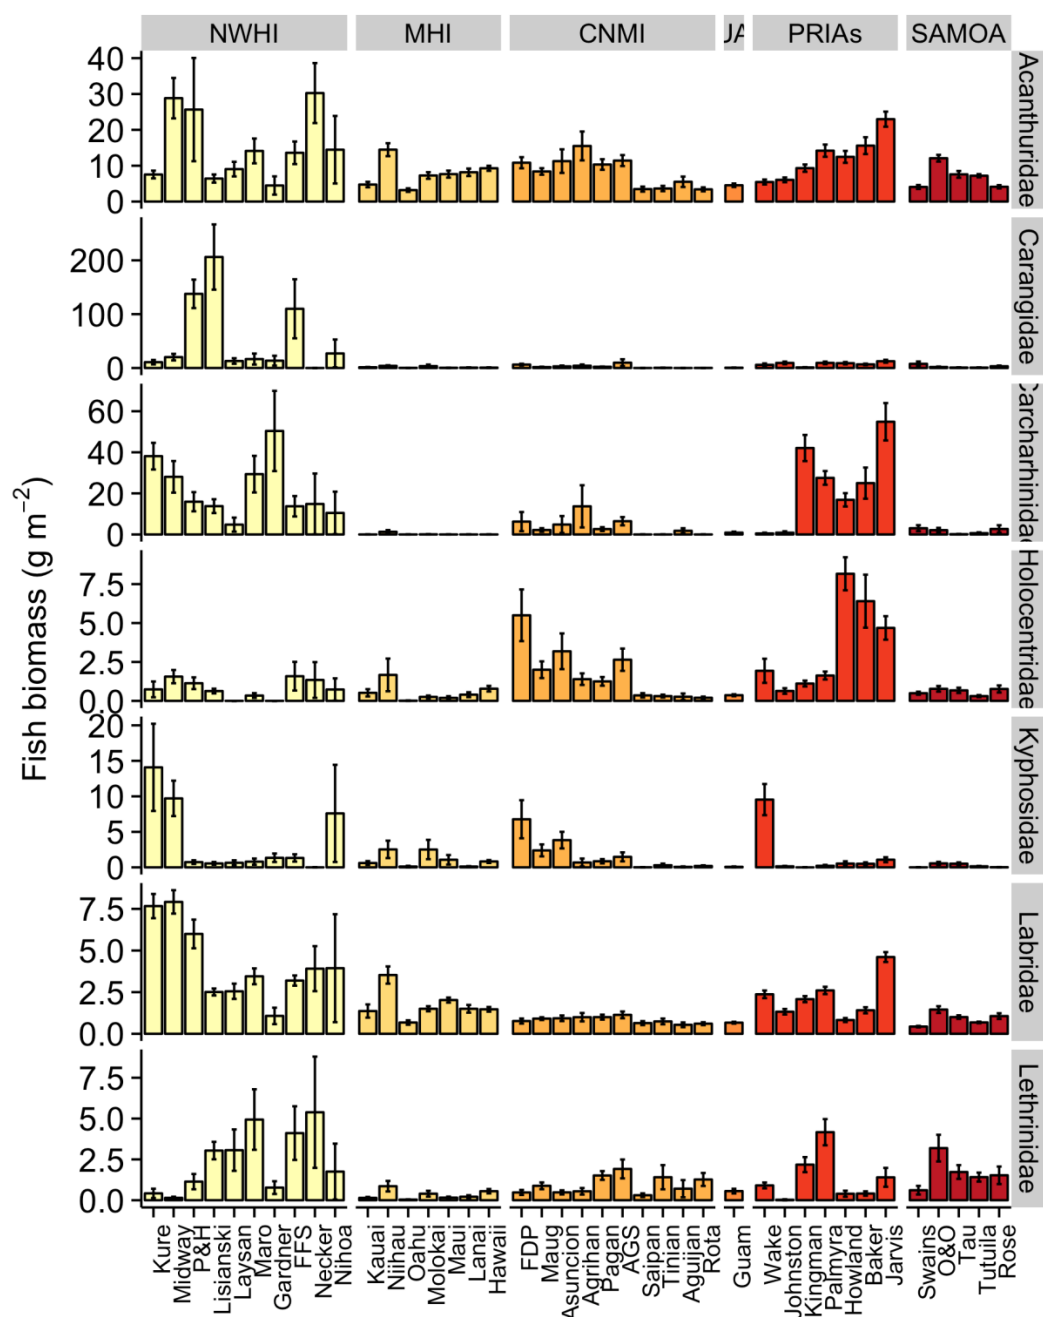 NWHI MHI CNMI UA PRIAs SAMOA
Fish biomass (g m−2)
40
30
20
10
0
Acanthuridae
200
100
0
Carangidae
60
40
20
0
Carcharhinidae
7.5
5.0
2.5
0.0
Holocentridae
20
15
10
5
0
Kyphosidae
7.5
5.0
2.5
0.0
Labridae
7.5
5.0
2.5
0.0
Lethrinidae
Kure
Midway
P&H
Lisianski
Laysan
Maro
Gardner
FFS
Necker
Nihoa
Kauai
Niihau
Oahu
Molokai
Maui
Lanai
Hawaii
FDP
Maug
Asuncion
Agrihan
Pagan
AGS
Saipan
Tinian
Aguijan
Rota
Guam
Wake
Johnston
Kingman
Palmyra
Howland
Baker
Jarvis
Swains
O&O
Tau
Tutuila
Rose